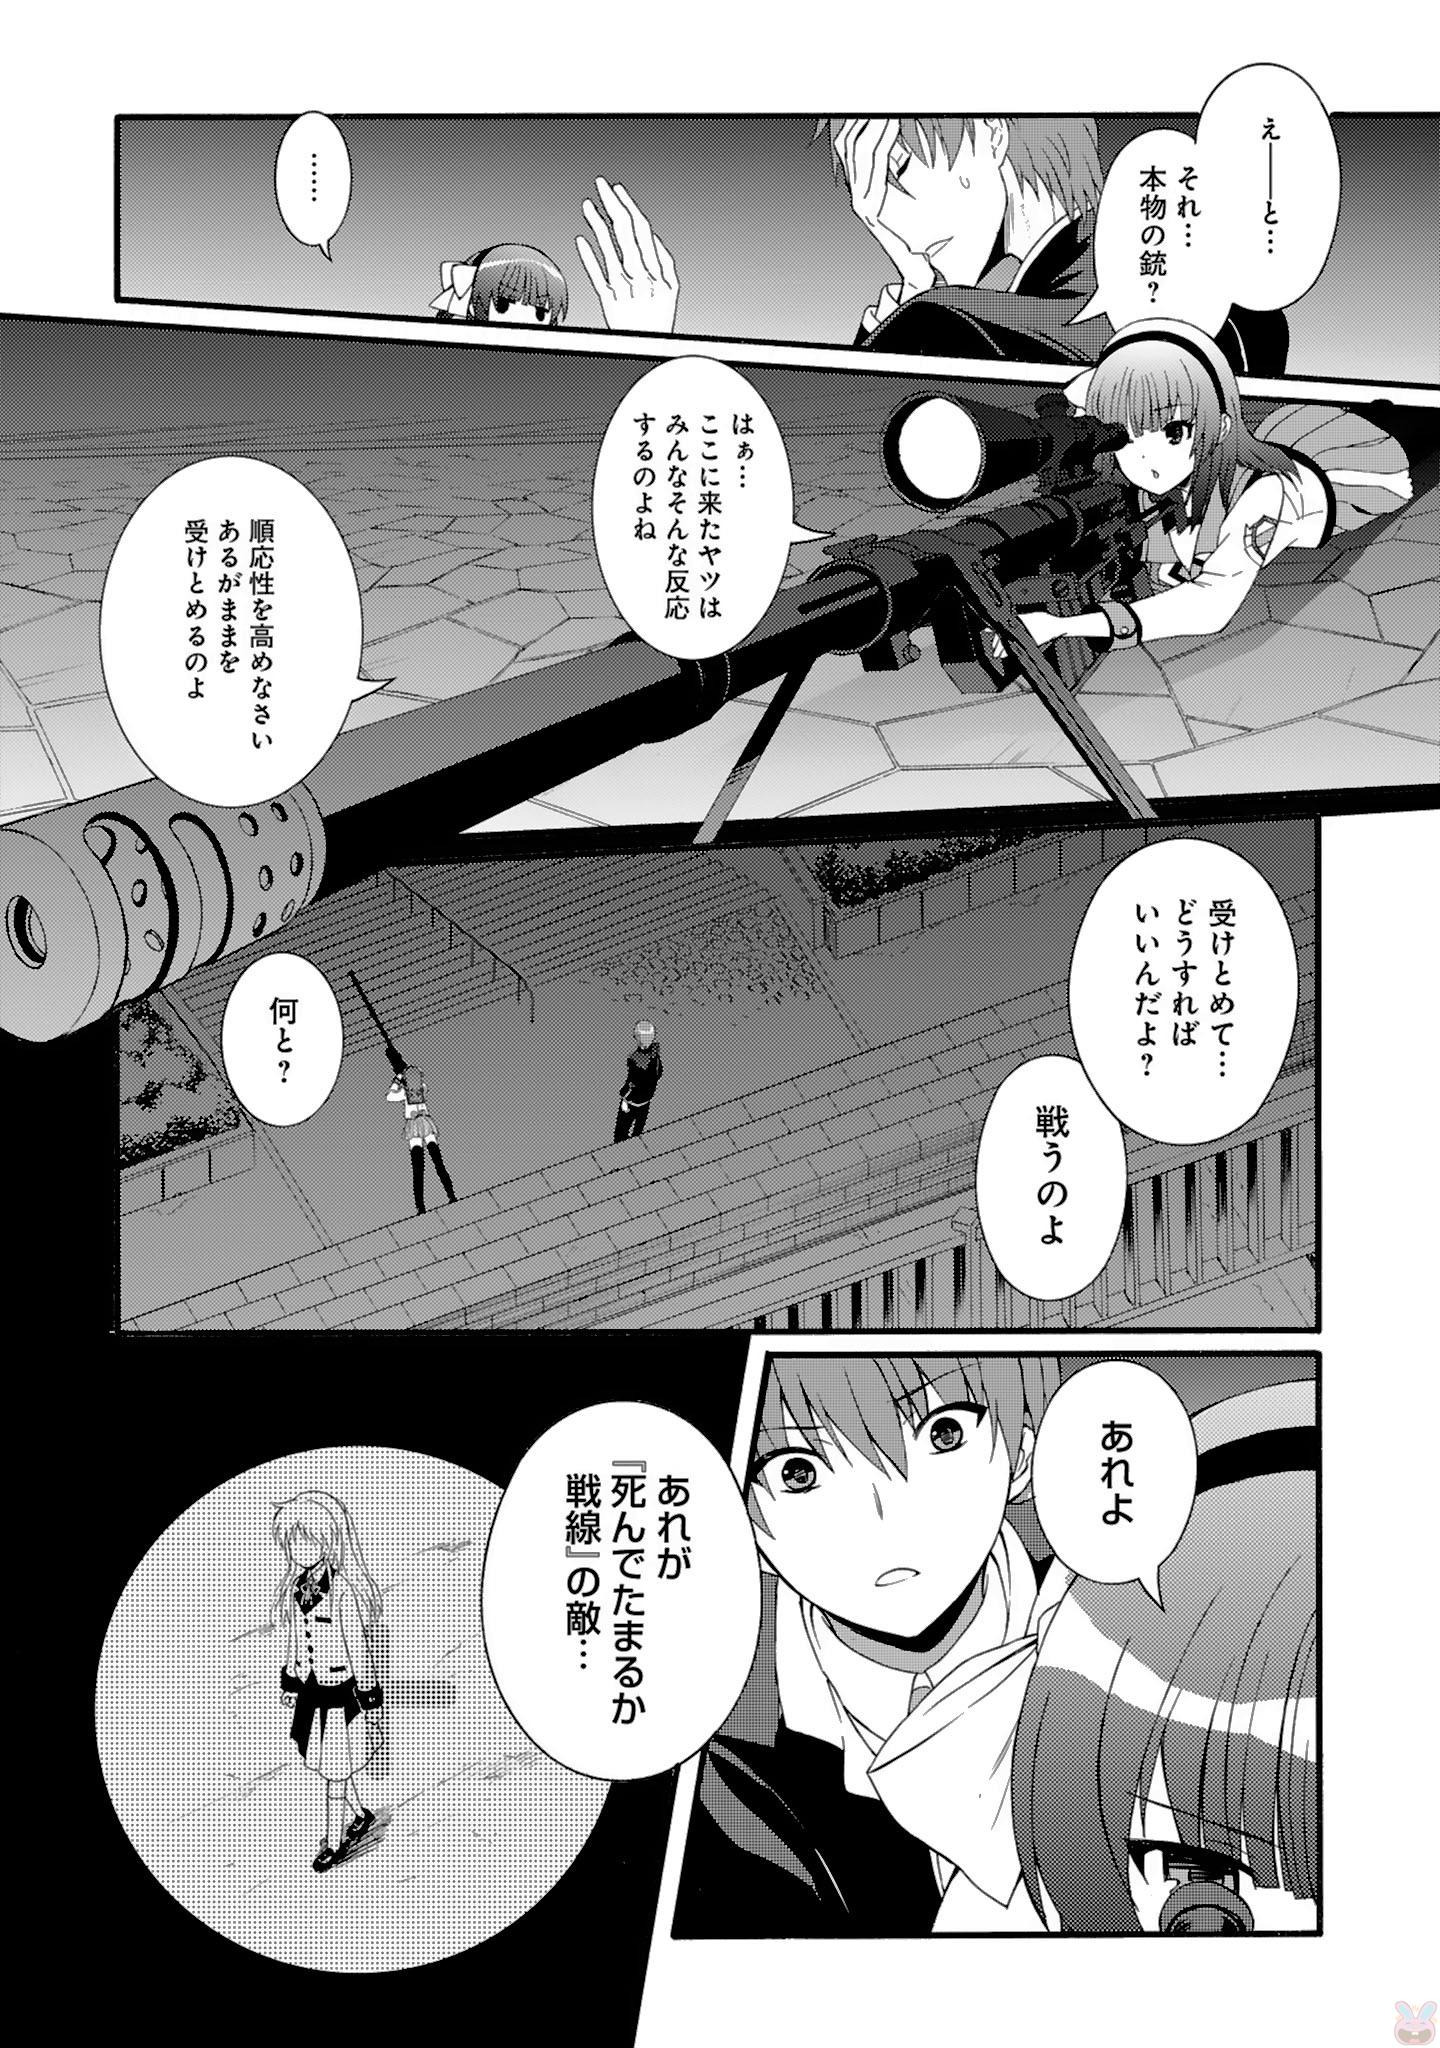 え――と…
それ…
本物の銃?
……
はぁ…
ここに来たヤツは
みんなそんな反応
するのよね
順応性を高めなさい
あるがままを
受けとめるのよ
受けとめて…
どうすれば
いいんだよ?
戦うのよ
何と?
あれよ
あれが
『死んでたまるか
戦線』の敵…